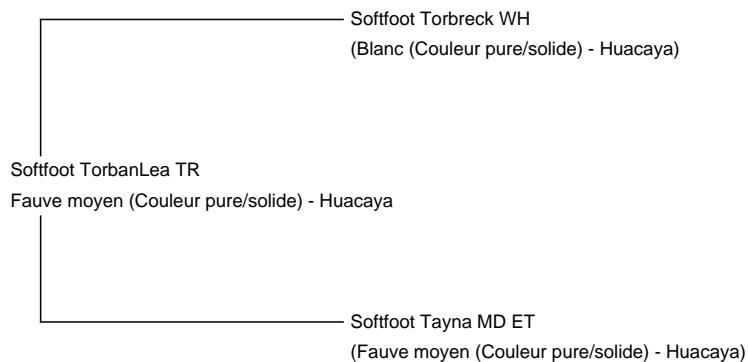 Softfoot Torbreck WH
(Blanc (Couleur pure/solide) - Huacaya)
Softfoot TorbanLea TR
Fauve moyen (Couleur pure/solide) - Huacaya
Softfoot Tayna MD ET
(Fauve moyen (Couleur pure/solide) - Huacaya)